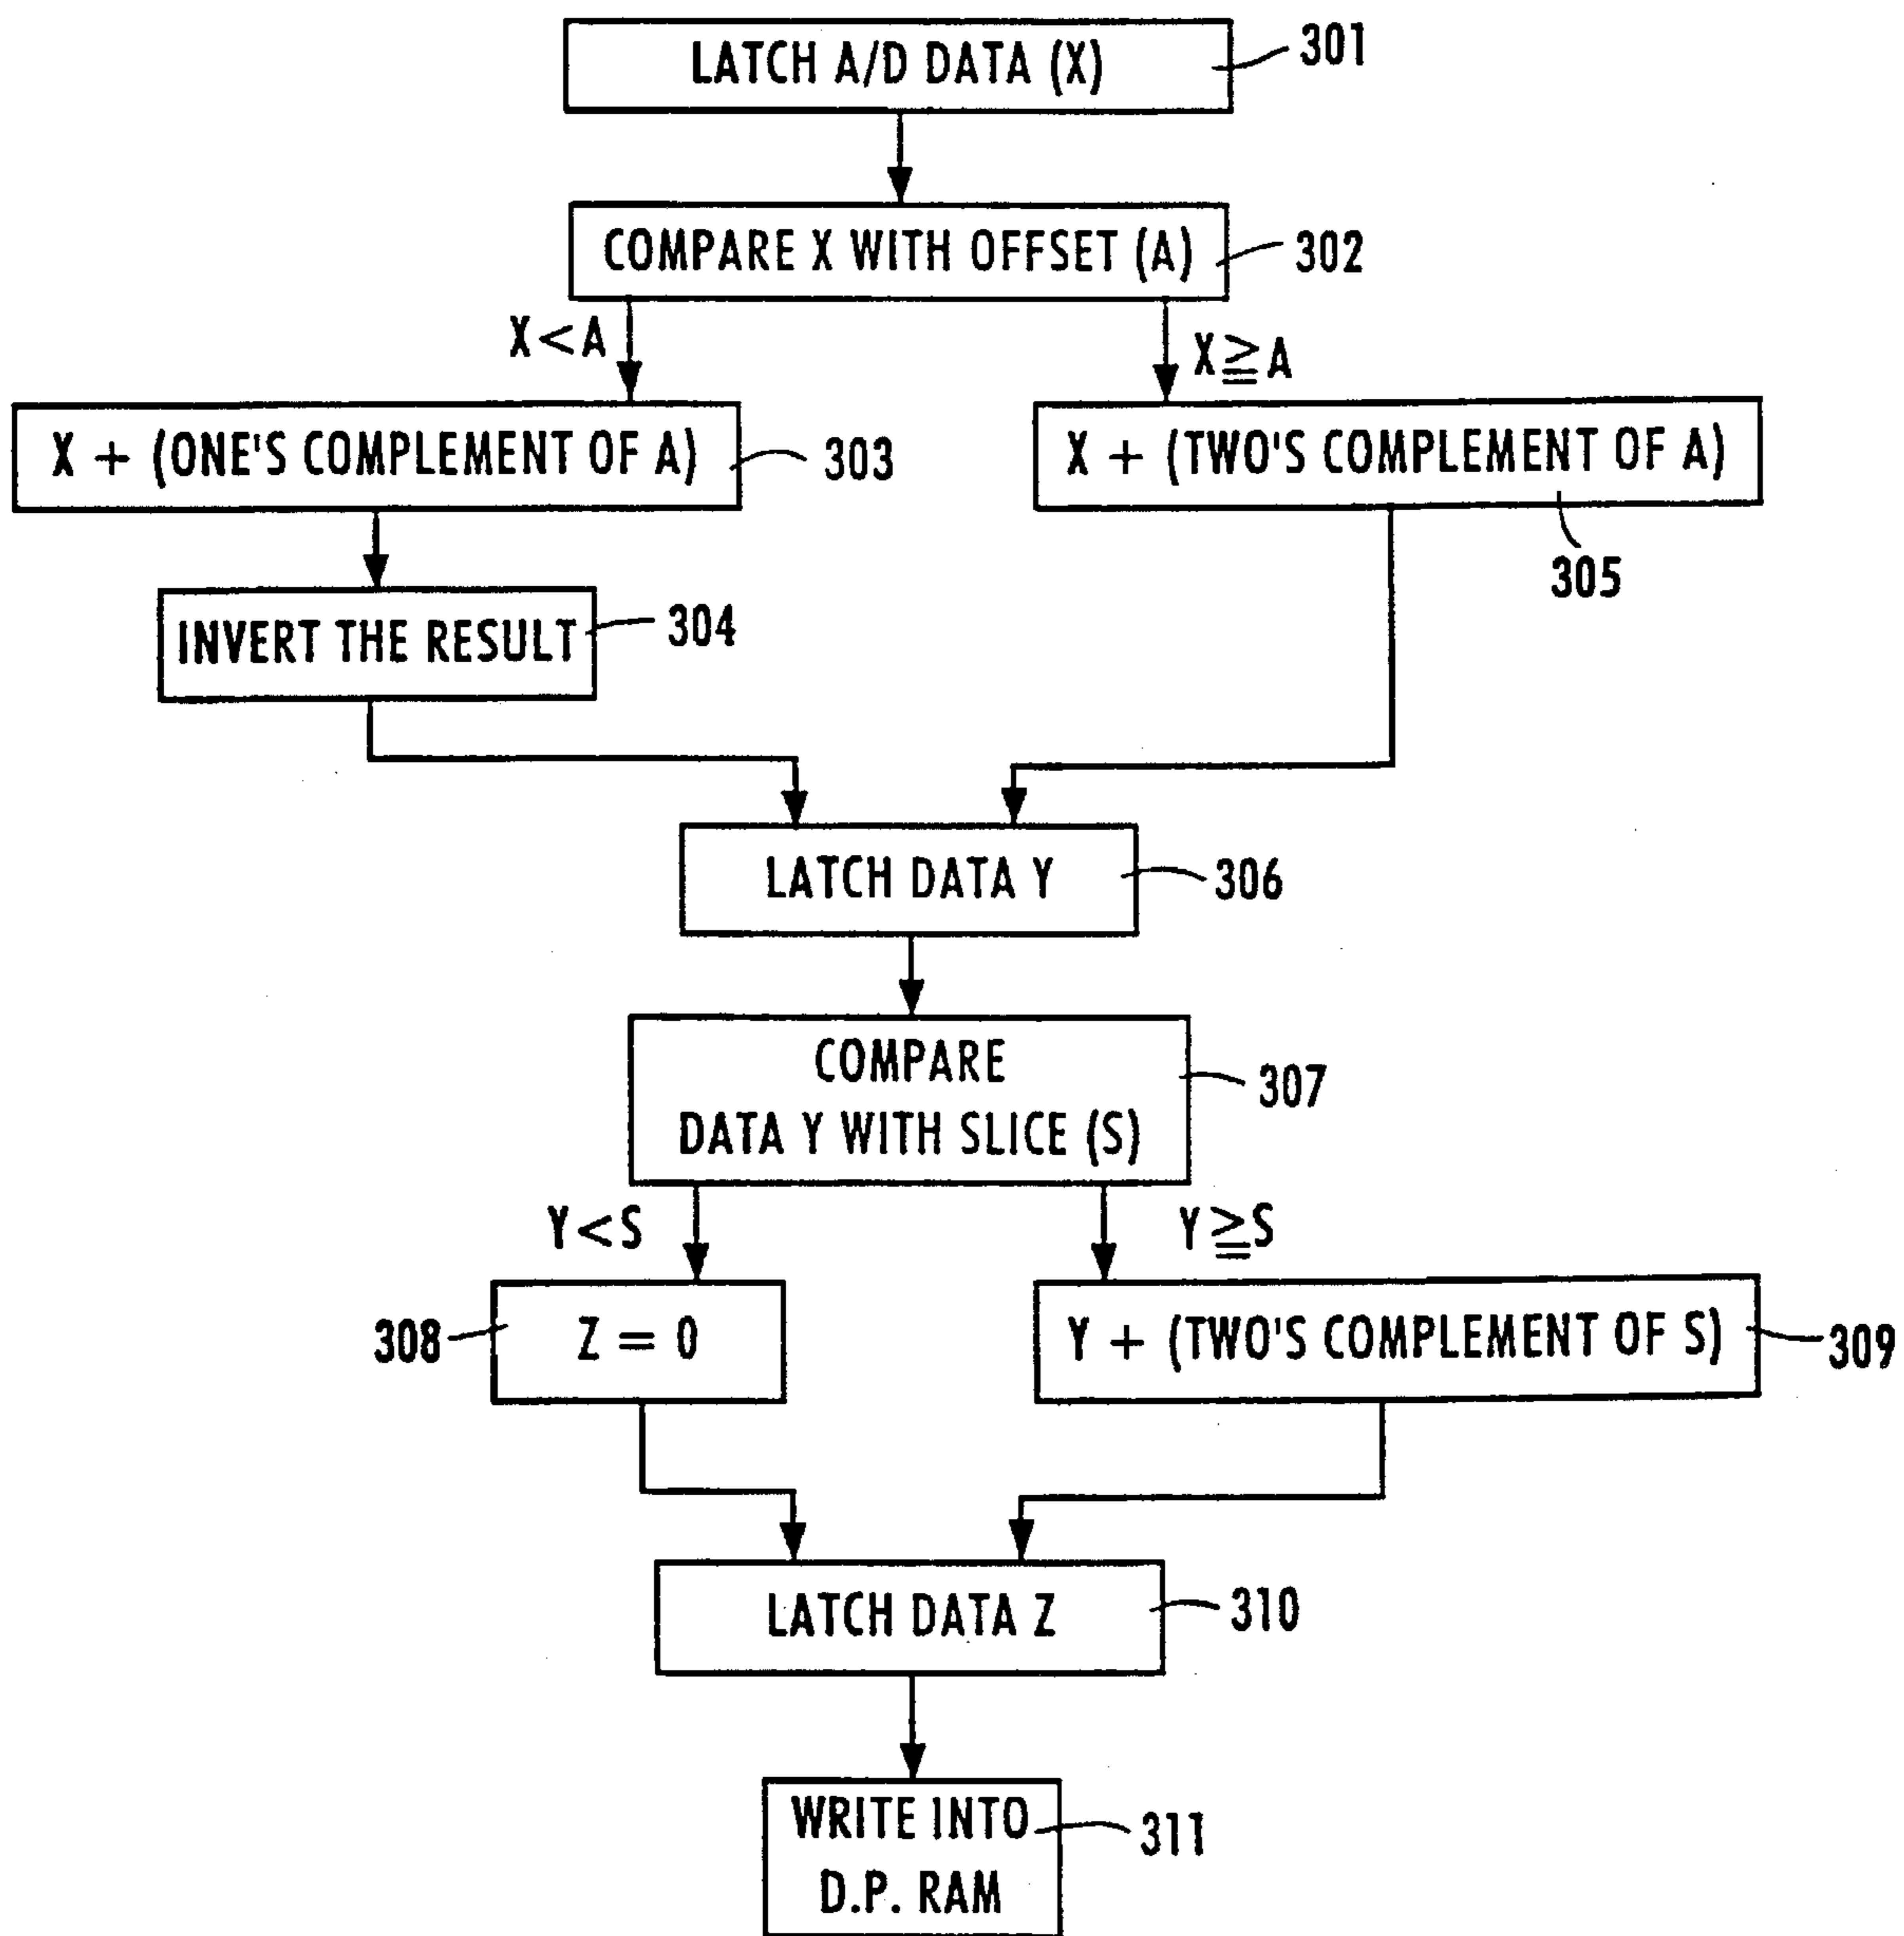 LATCH A/D DATA (X)
301
COMPARE X WITH OFFSET (A)
302
X<A
X≧A
X + (ONE'S COMPLEMENT OF A)
303
X + (TWO'S COMPLEMENT OF A)
305
INVERT THE RESULT
304
LATCH DATA Y
306
COMPARE
DATA Y WITH SLICE (S)
307
Y<S
Y≧S
308
Z = 0
Y + (TWO'S COMPLEMENT OF S)
309
LATCH DATA Z
310
WRITE INTO
D.P. RAM
311